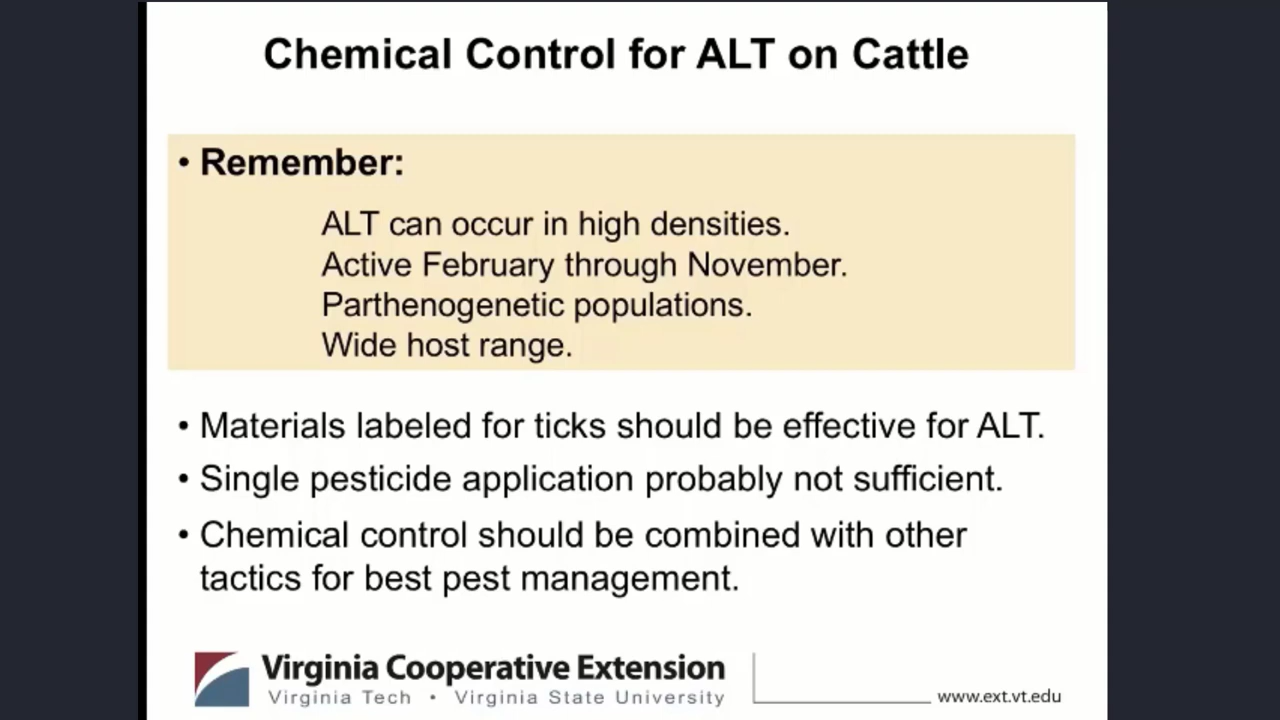 Chemical Control for ALT on Cattle
• Remember:
ALT can occur in high densities.
Active February through November.
Parthenogenetic populations.
Wide host range.
• Materials labeled for ticks should be effective for ALT.
• Single pesticide application probably not sufficient.
• Chemical control should be combined with other
tactics for best pest management.
Virginia Cooperative Extension
Virginia Tech • Virginia State University
www.ext.vt.edu